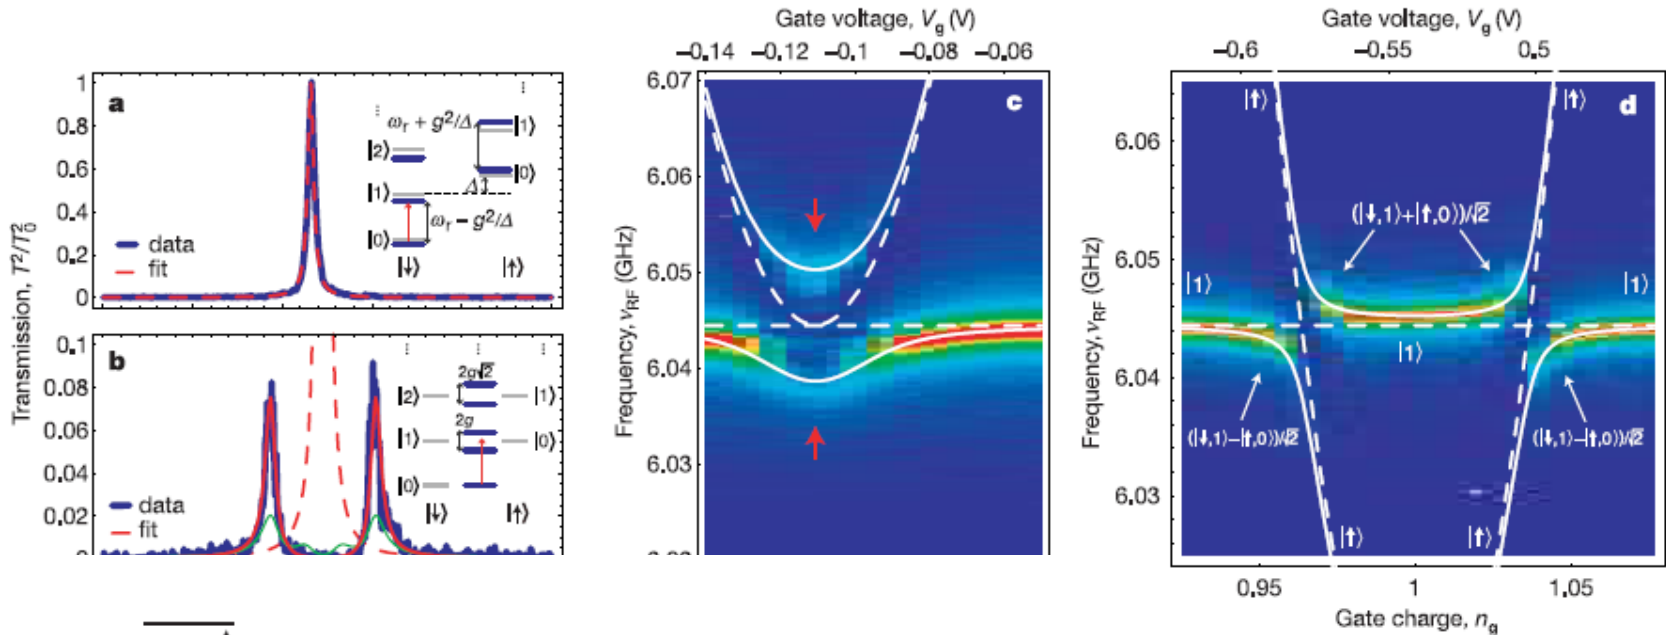 a
Transmission, T²/T₀²
1
0.8
0.6
0.4
0.2
0
data
fit
ωᵣ + g²/Δ
|2⟩
|1⟩
|0⟩
|1⟩
|0⟩
Δ
ωᵣ − g²/Δ
|↓⟩
|↑⟩
b
0.1
0.08
0.06
0.04
0.02
data
fit
2g√2
2g
|2⟩
|1⟩
|0⟩
|1⟩
|0⟩
|↓⟩
|↑⟩
Gate voltage, V_g (V)
−0.14 −0.12 −0.1 −0.08 −0.06
c
Frequency, ν_RF (GHz)
6.07
6.06
6.05
6.04
6.03
Gate voltage, V_g (V)
−0.6 −0.55 0.5
d
Frequency, ν_RF (GHz)
6.06
6.05
6.04
6.03
|↑⟩ |↑⟩
(|↓,1⟩+|↑,0⟩)/√2
|1⟩ |1⟩
|1⟩
(|↓,1⟩−|↑,0⟩)/√2 (|↓,1⟩−|↑,0⟩)/√2
|↑⟩ |↑⟩
0.95 1 1.05
Gate charge, n_g